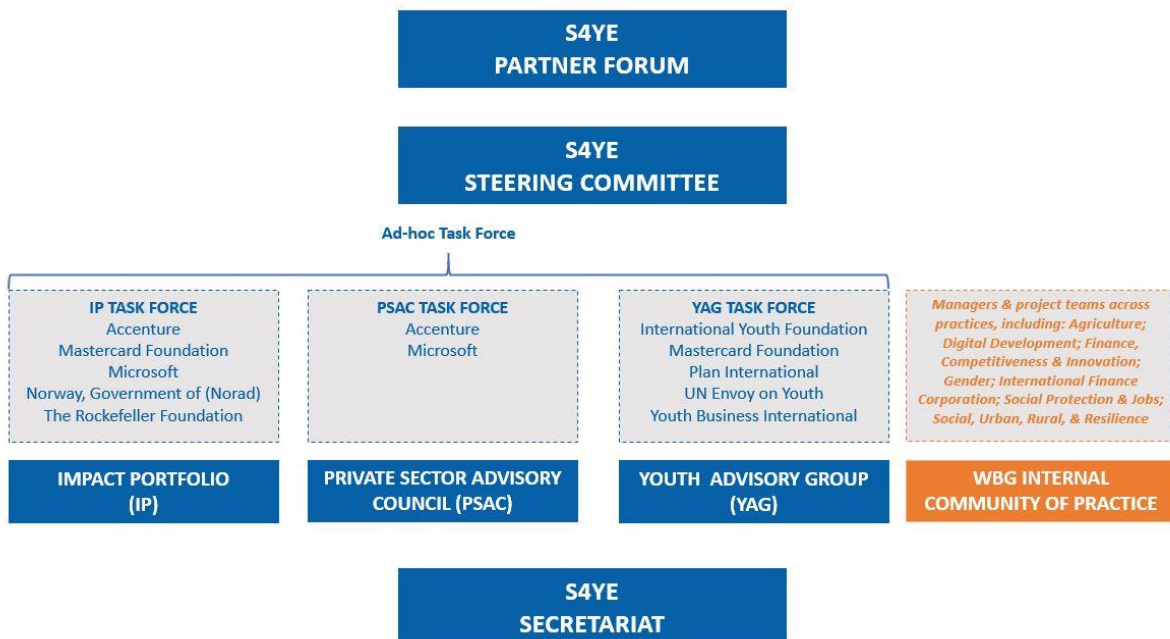 S4YE
PARTNER FORUM
S4YE
STEERING COMMITTEE
Ad-hoc Task Force
IP TASK FORCE
Accenture
Mastercard Foundation
Microsoft
Norway, Government of (Norad)
The Rockefeller Foundation
PSAC TASK FORCE
Accenture
Microsoft
YAG TASK FORCE
International Youth Foundation
Mastercard Foundation
Plan International
UN Envoy on Youth
Youth Business International
Managers & project teams across
practices, including: Agriculture;
Digital Development; Finance,
Competitiveness & Innovation;
Gender; International Finance
Corporation; Social Protection & Jobs;
Social, Urban, Rural, & Resilience
IMPACT PORTFOLIO
(IP)
PRIVATE SECTOR ADVISORY
COUNCIL (PSAC)
YOUTH ADVISORY GROUP
(YAG)
WBG INTERNAL
COMMUNITY OF PRACTICE
S4YE
SECRETARIAT